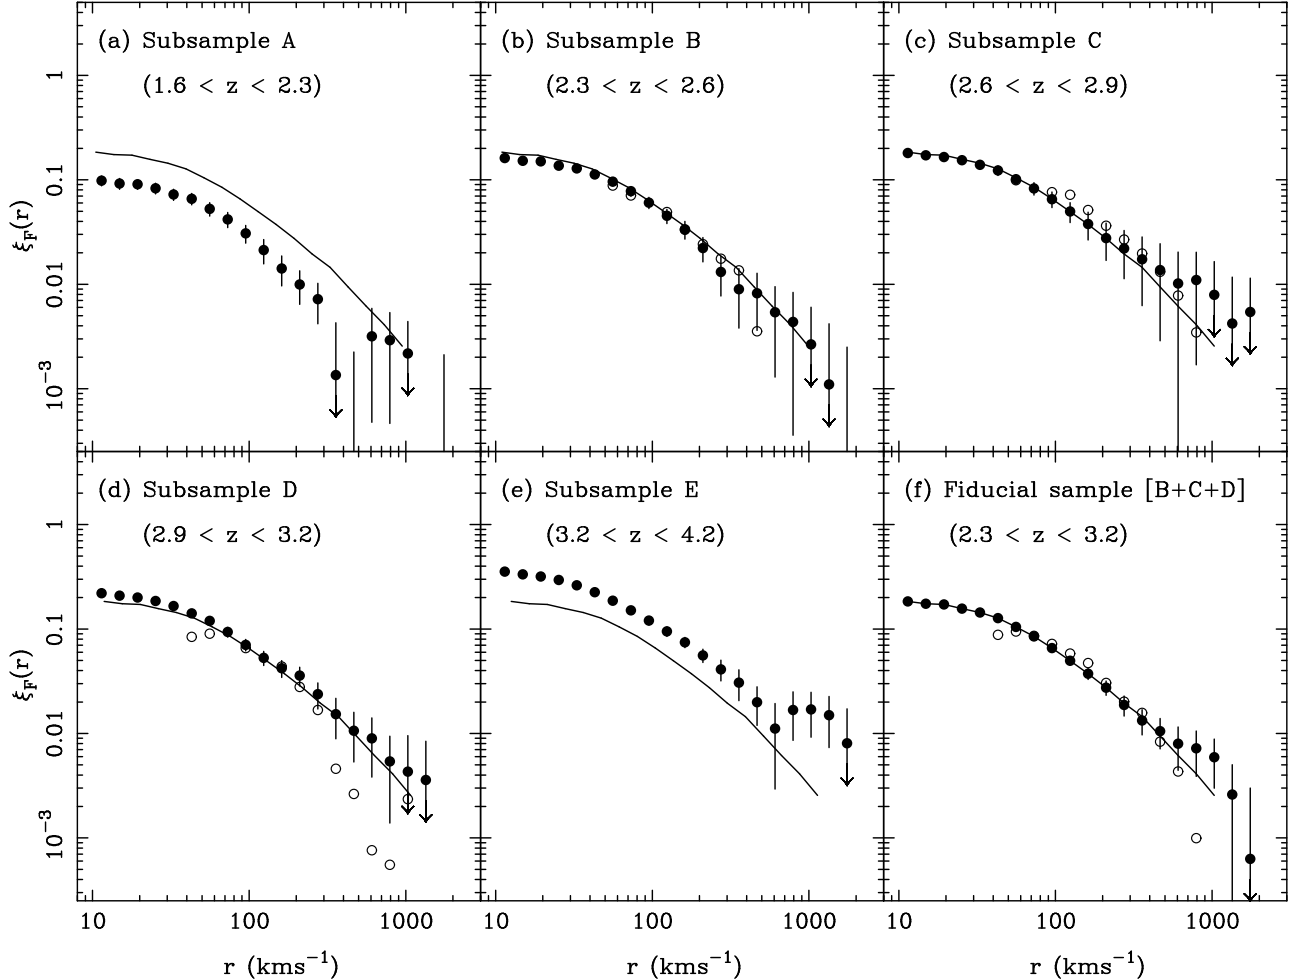 (a) Subsample A
(1.6 < z < 2.3)
(b) Subsample B
(2.3 < z < 2.6)
(c) Subsample C
(2.6 < z < 2.9)
1
0.1
0.01
10⁻³
ξF(r)
(d) Subsample D
(2.9 < z < 3.2)
(e) Subsample E
(3.2 < z < 4.2)
(f) Fiducial sample [B+C+D]
(2.3 < z < 3.2)
1
0.1
0.01
10⁻³
ξF(r)
10 100 1000
10 100 1000
10 100 1000
r (kms⁻¹)
r (kms⁻¹)
r (kms⁻¹)